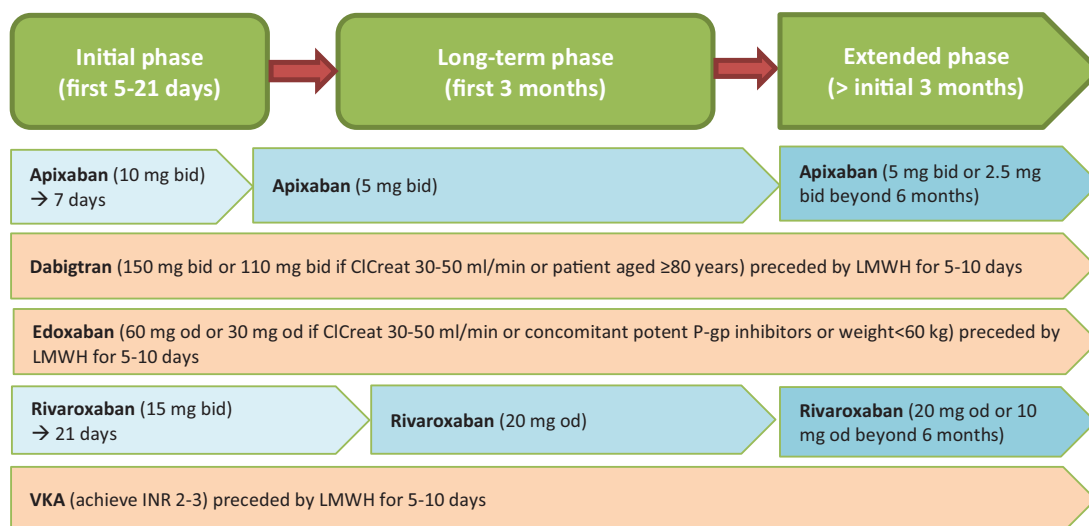 Initial phase
(first 5-21 days)
Long-term phase
(first 3 months)
Extended phase
(> initial 3 months)
Apixaban (10 mg bid)
→ 7 days
Apixaban (5 mg bid)
Apixaban (5 mg bid or 2.5 mg
bid beyond 6 months)
Dabigtran (150 mg bid or 110 mg bid if ClCreat 30-50 ml/min or patient aged ≥80 years) preceded by LMWH for 5-10 days
Edoxaban (60 mg od or 30 mg od if ClCreat 30-50 ml/min or concomitant potent P-gp inhibitors or weight<60 kg) preceded by
LMWH for 5-10 days
Rivaroxaban (15 mg bid)
→ 21 days
Rivaroxaban (20 mg od)
Rivaroxaban (20 mg od or 10
mg od beyond 6 months)
VKA (achieve INR 2-3) preceded by LMWH for 5-10 days